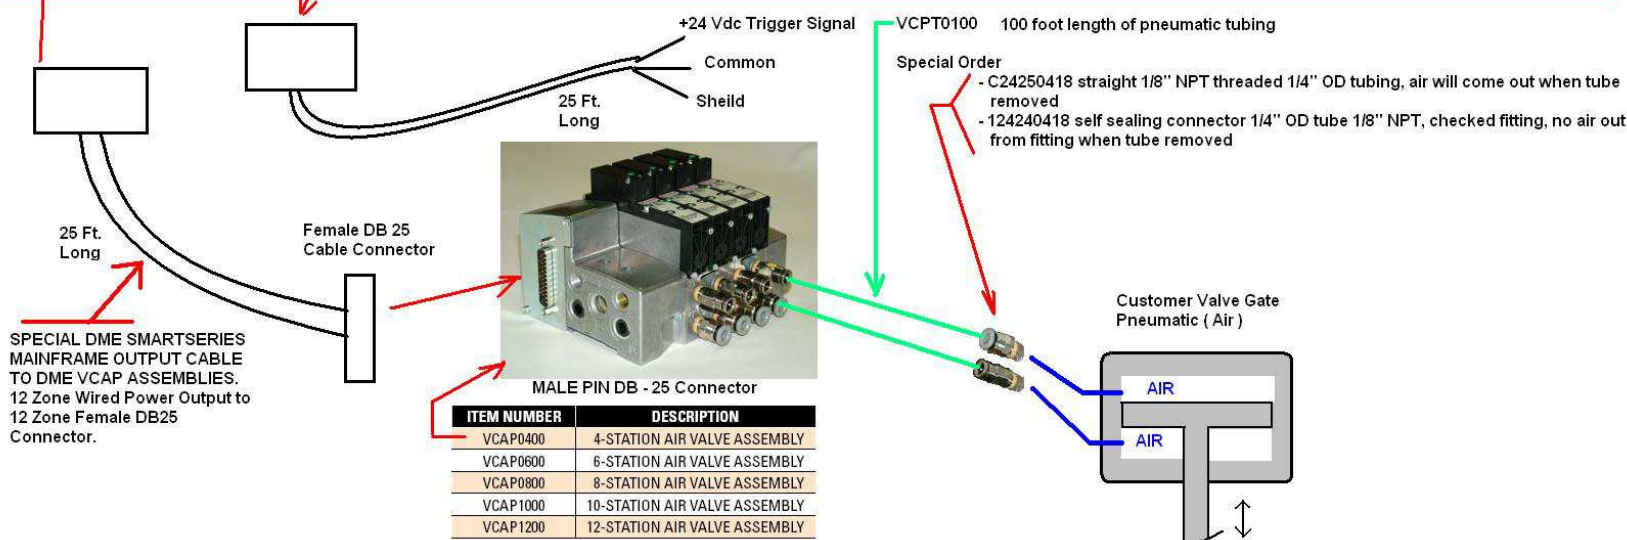 +24 Vdc Trigger Signal
Common
Sheild
25 Ft.
Long
VCPT0100 100 foot length of pneumatic tubing
Special Order
- C24250418 straight 1/8" NPT threaded 1/4" OD tubing, air will come out when tube
removed
- 124240418 self sealing connector 1/4" OD tube 1/8" NPT, checked fitting, no air out
from fitting when tube removed
25 Ft.
Long
Female DB 25
Cable Connector
SPECIAL DME SMARTSERIES
MAINFRAME OUTPUT CABLE
TO DME VCAP ASSEMBLIES.
12 Zone Wired Power Output to
12 Zone Female DB25
Connector.
MALE PIN DB - 25 Connector
ITEM NUMBER DESCRIPTION
VCAP0400 4-STATION AIR VALVE ASSEMBLY
VCAP0600 6-STATION AIR VALVE ASSEMBLY
VCAP0800 8-STATION AIR VALVE ASSEMBLY
VCAP1000 10-STATION AIR VALVE ASSEMBLY
VCAP1200 12-STATION AIR VALVE ASSEMBLY
Customer Valve Gate
Pneumatic ( Air )
AIR
AIR